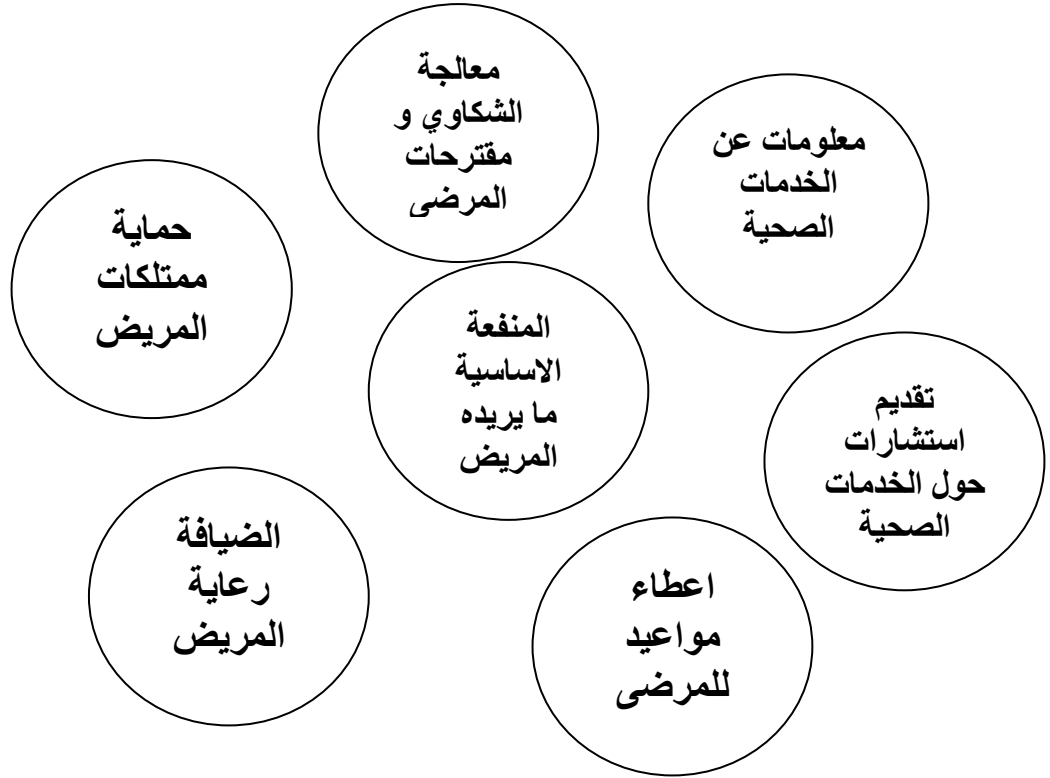 معالجة
الشكاوي و
مقترحات
المرضى
معلومات عن
الخدمات
الصحية
حماية
ممتلكات
المريض
المنفعة
الاساسية
ما يريده
المريض
تقديم
استشارات
حول الخدمات
الصحية
الضيافة
رعاية
المريض
اعطاء
مواعيد
للمرضى